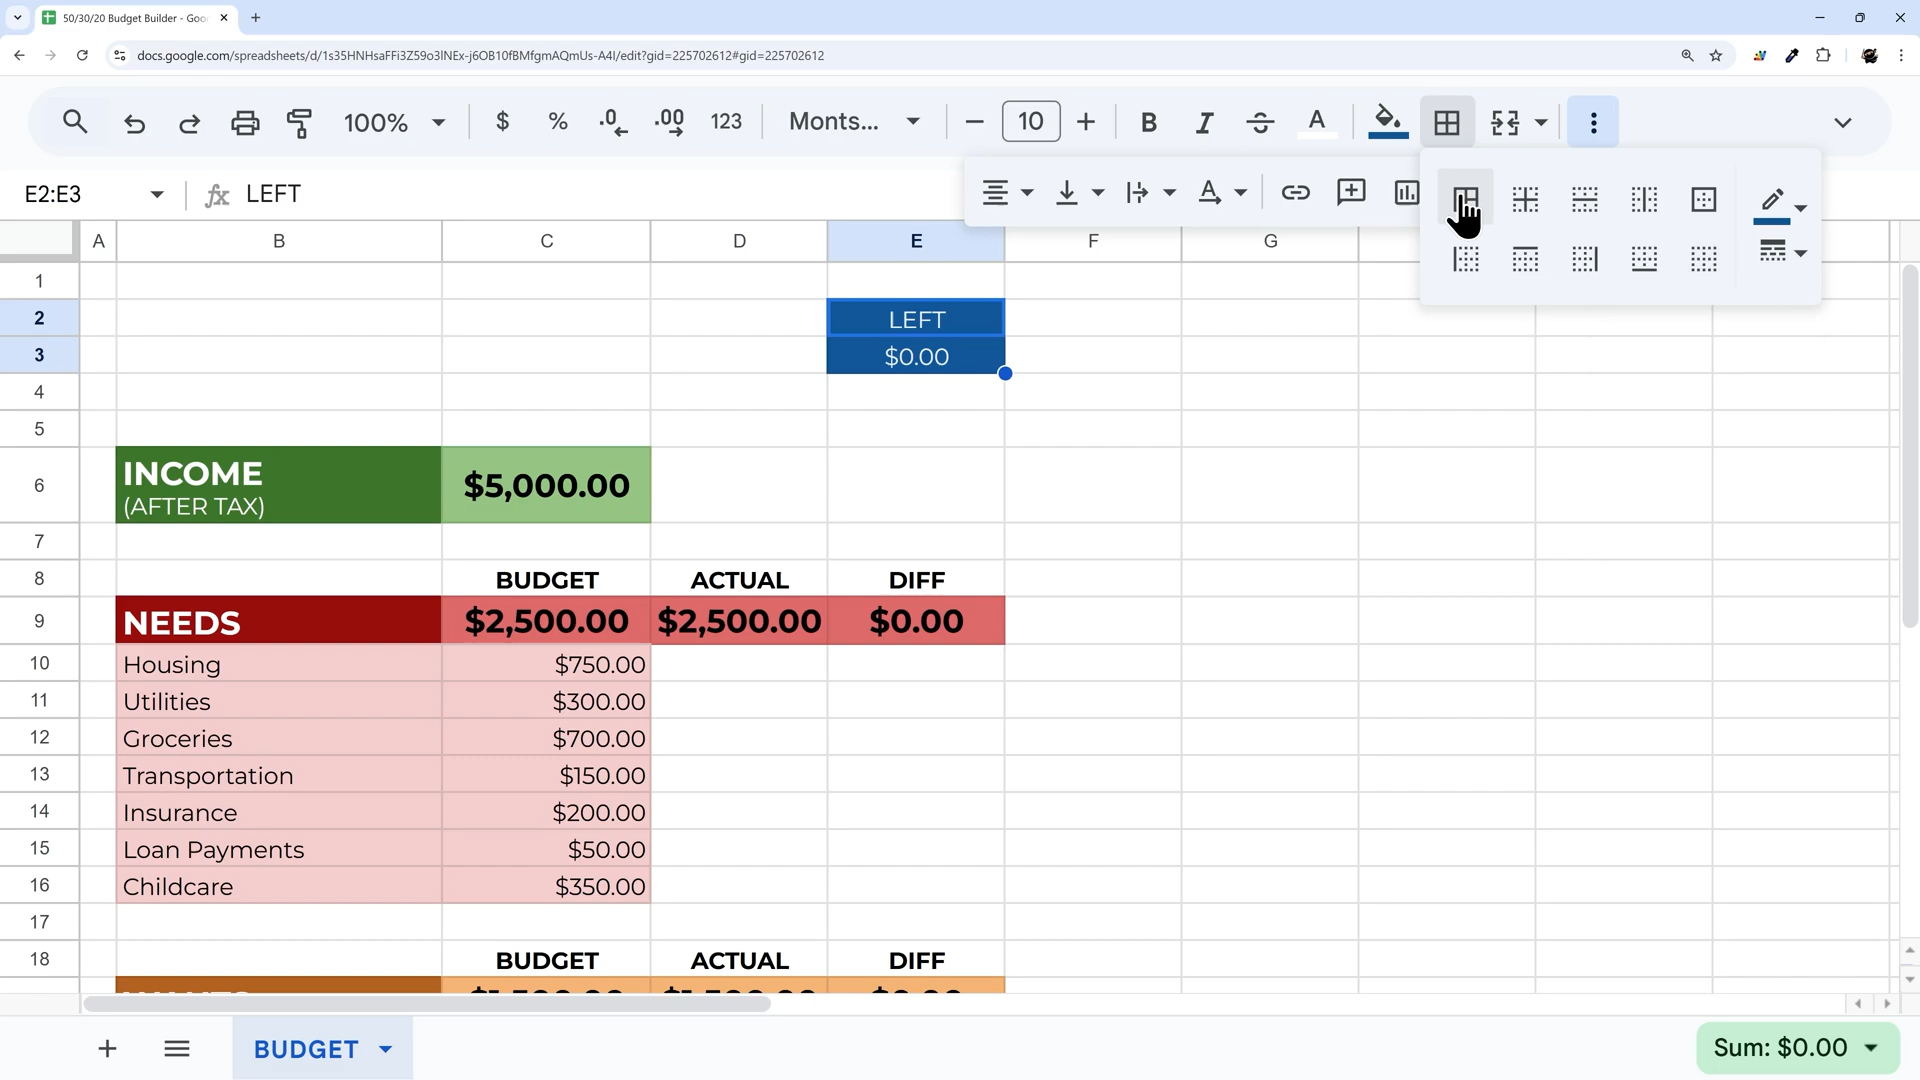 50/30/20 Budget Builder - Goo
docs.google.com/spreadsheets/d/1s35HNHsaFFi3Z59o3lNEx-j6OB10fBMfgmAQmUs-A4I/edit?gid=225702612#gid=225702612
100% $ % .0 .00 123 Monts... 10 B I A
E2:E3 fx LEFT
A B C D E F G
1
2 LEFT
3 $0.00
4
5
6 INCOME $5,000.00
(AFTER TAX)
7
8 BUDGET ACTUAL DIFF
9 NEEDS $2,500.00 $2,500.00 $0.00
10 Housing $750.00
11 Utilities $300.00
12 Groceries $700.00
13 Transportation $150.00
14 Insurance $200.00
15 Loan Payments $50.00
16 Childcare $350.00
17
18 BUDGET ACTUAL DIFF
BUDGET Sum: $0.00